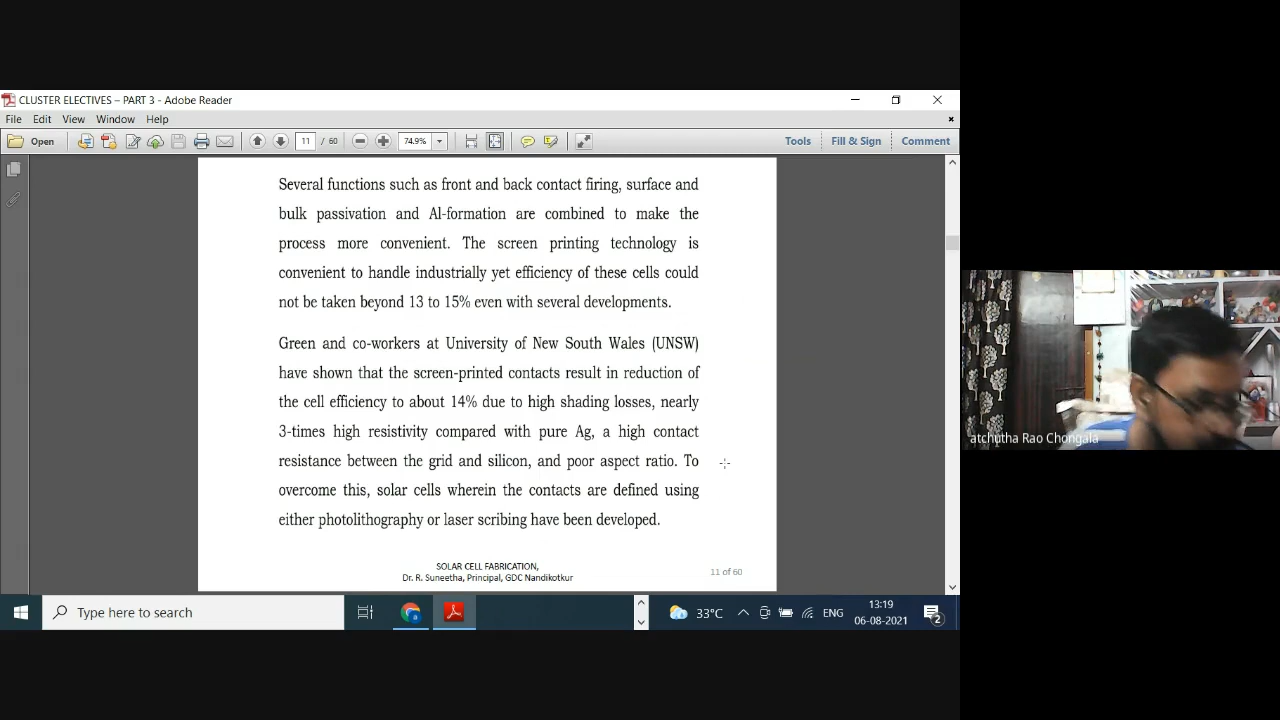 CLUSTER ELECTIVES – PART 3 - Adobe Reader
File Edit View Window Help
Open 11 / 60 74.9% Tools Fill & Sign Comment
Several functions such as front and back contact firing, surface and
bulk passivation and Al-formation are combined to make the
process more convenient. The screen printing technology is
convenient to handle industrially yet efficiency of these cells could
not be taken beyond 13 to 15% even with several developments.
Green and co-workers at University of New South Wales (UNSW)
have shown that the screen-printed contacts result in reduction of
the cell efficiency to about 14% due to high shading losses, nearly
3-times high resistivity compared with pure Ag, a high contact
resistance between the grid and silicon, and poor aspect ratio. To
overcome this, solar cells wherein the contacts are defined using
either photolithography or laser scribing have been developed.
SOLAR CELL FABRICATION,
Dr. R. Suneetha, Principal, GDC Nandikotkur
11 of 60
atchutha Rao Chongala
Type here to search
33°C
ENG
13:19
06-08-2021
2